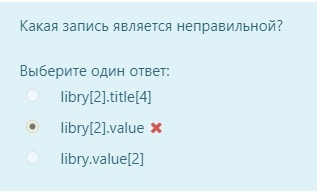 Какая запись является неправильной?
Выберите один ответ:
libry[2].title[4]
libry[2].value
libry.value[2]